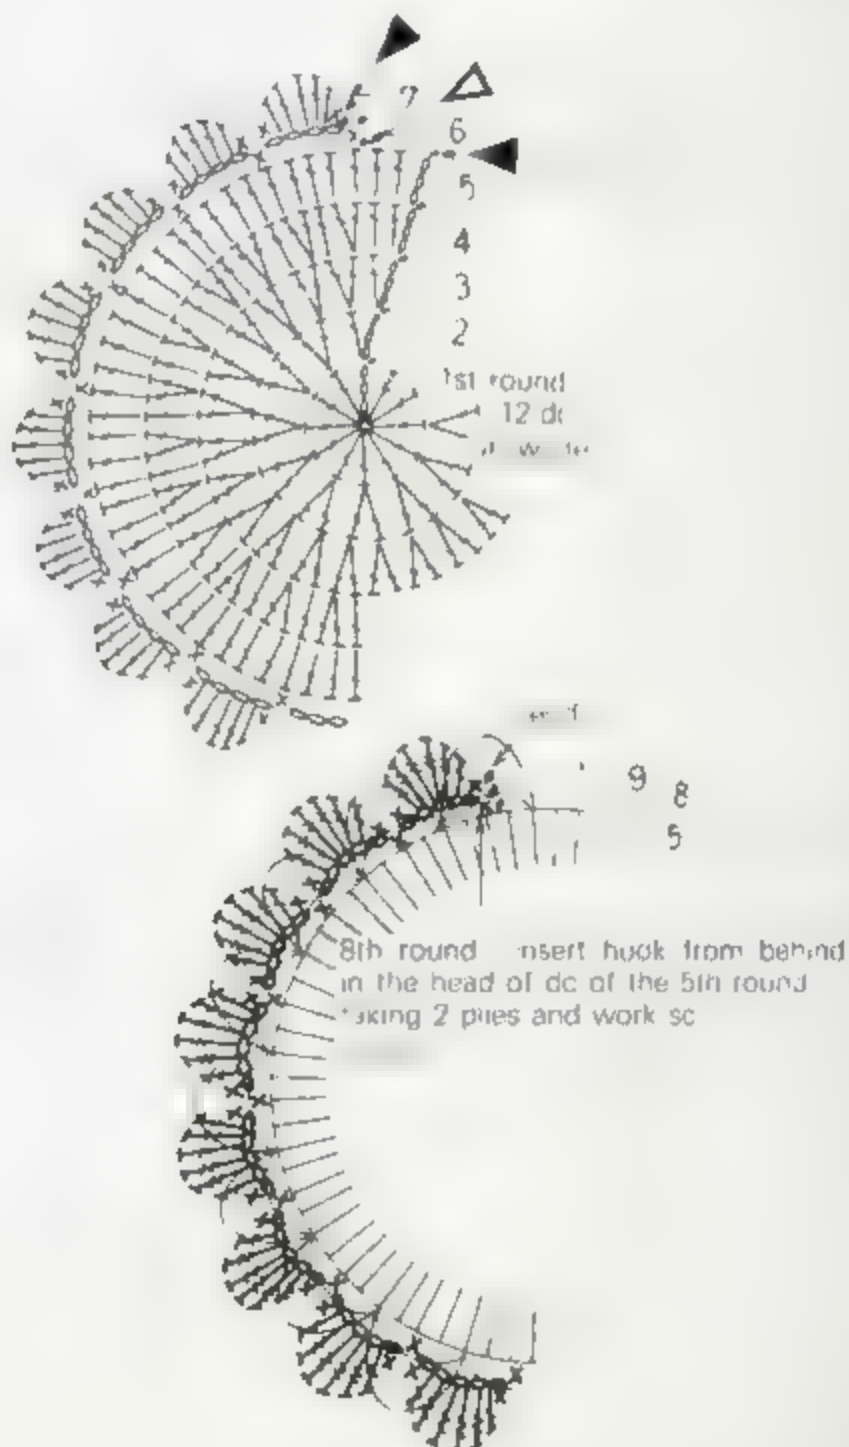 7
6
5
4
3
2
1st round
12 dc
9
8
5
8th round insert hook from behind
in the head of dc of the 5th round
taking 2 plies and work sc